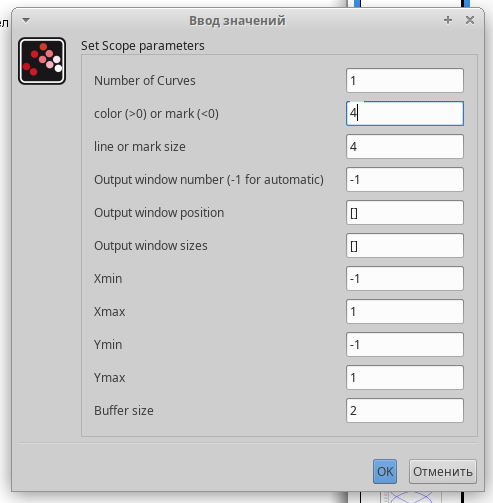 ел
Ввод значений
Set Scope parameters
Number of Curves 1
color (>0) or mark (<0) 4
line or mark size 4
Output window number (-1 for automatic) -1
Output window position []
Output window sizes []
Xmin -1
Xmax 1
Ymin -1
Ymax 1
Buffer size 2
OK Отменить